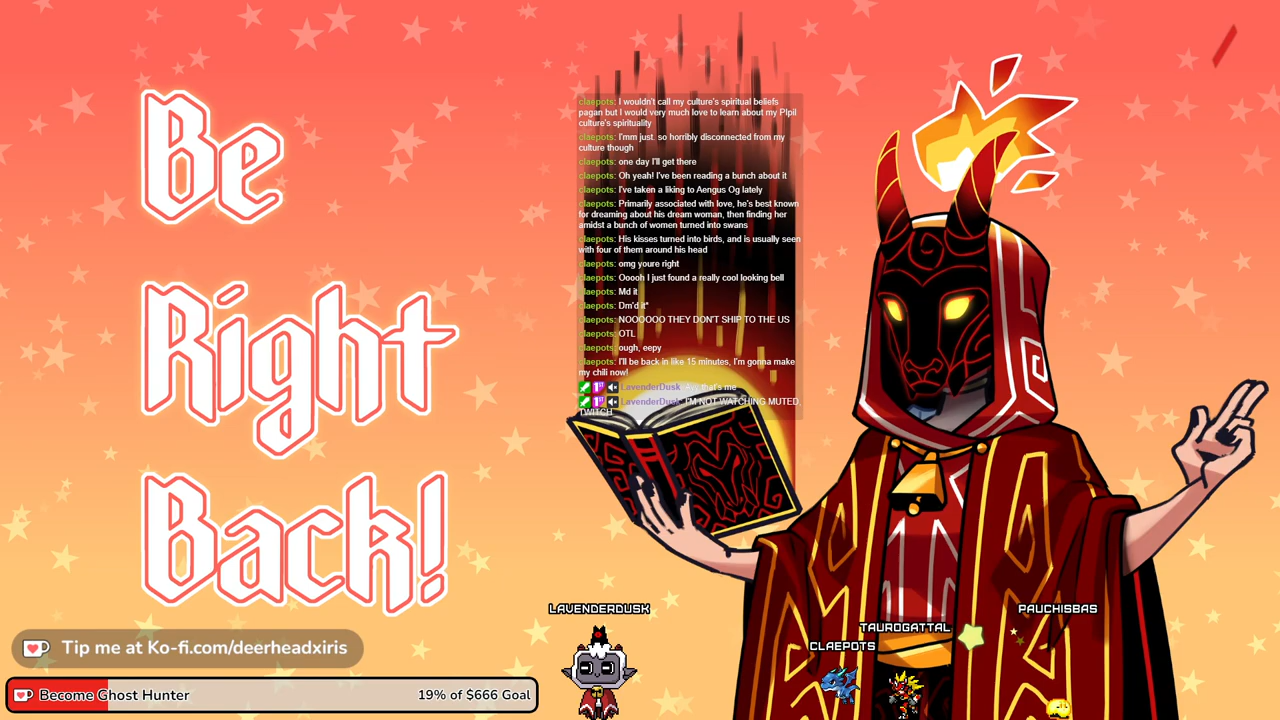 Be
Right
Back!
claepots: I wouldn't call my culture's spiritual beliefs
pagan but I would very much love to learn about my PIpil
culture's spirituality
claepots: I'mm just. so horribly disconnected from my
culture though
claepots: one day I'll get there
claepots: Oh yeah! I've been reading a bunch about it
claepots: I've taken a liking to Aengus Og lately
claepots: Primarily associated with love, he's best known
for dreaming about his dream woman, then finding her
amidst a bunch of women turned into swans
claepots: His kisses turned into birds, and is usually seen
with four of them around his head
claepots: omg youre right
claepots: Ooooh I just found a really cool looking bell
claepots: Md it
claepots: Dm'd it*
claepots: NOOOOOO THEY DON'T SHIP TO THE US
claepots: OTL
claepots: ough, eepy
claepots: I'll be back in like 15 minutes, I'm gonna make
my chili now!
LavenderDusk: Ayy that's me
LavenderDusk: I'M NOT WATCHING MUTED,
TWITCH
LAVENDERDUSK
PAUCHISBAS
TAUROGATTAL
CLAEPOTS
Tip me at Ko-fi.com/deerheadxiris
Become Ghost Hunter
19% of $666 Goal